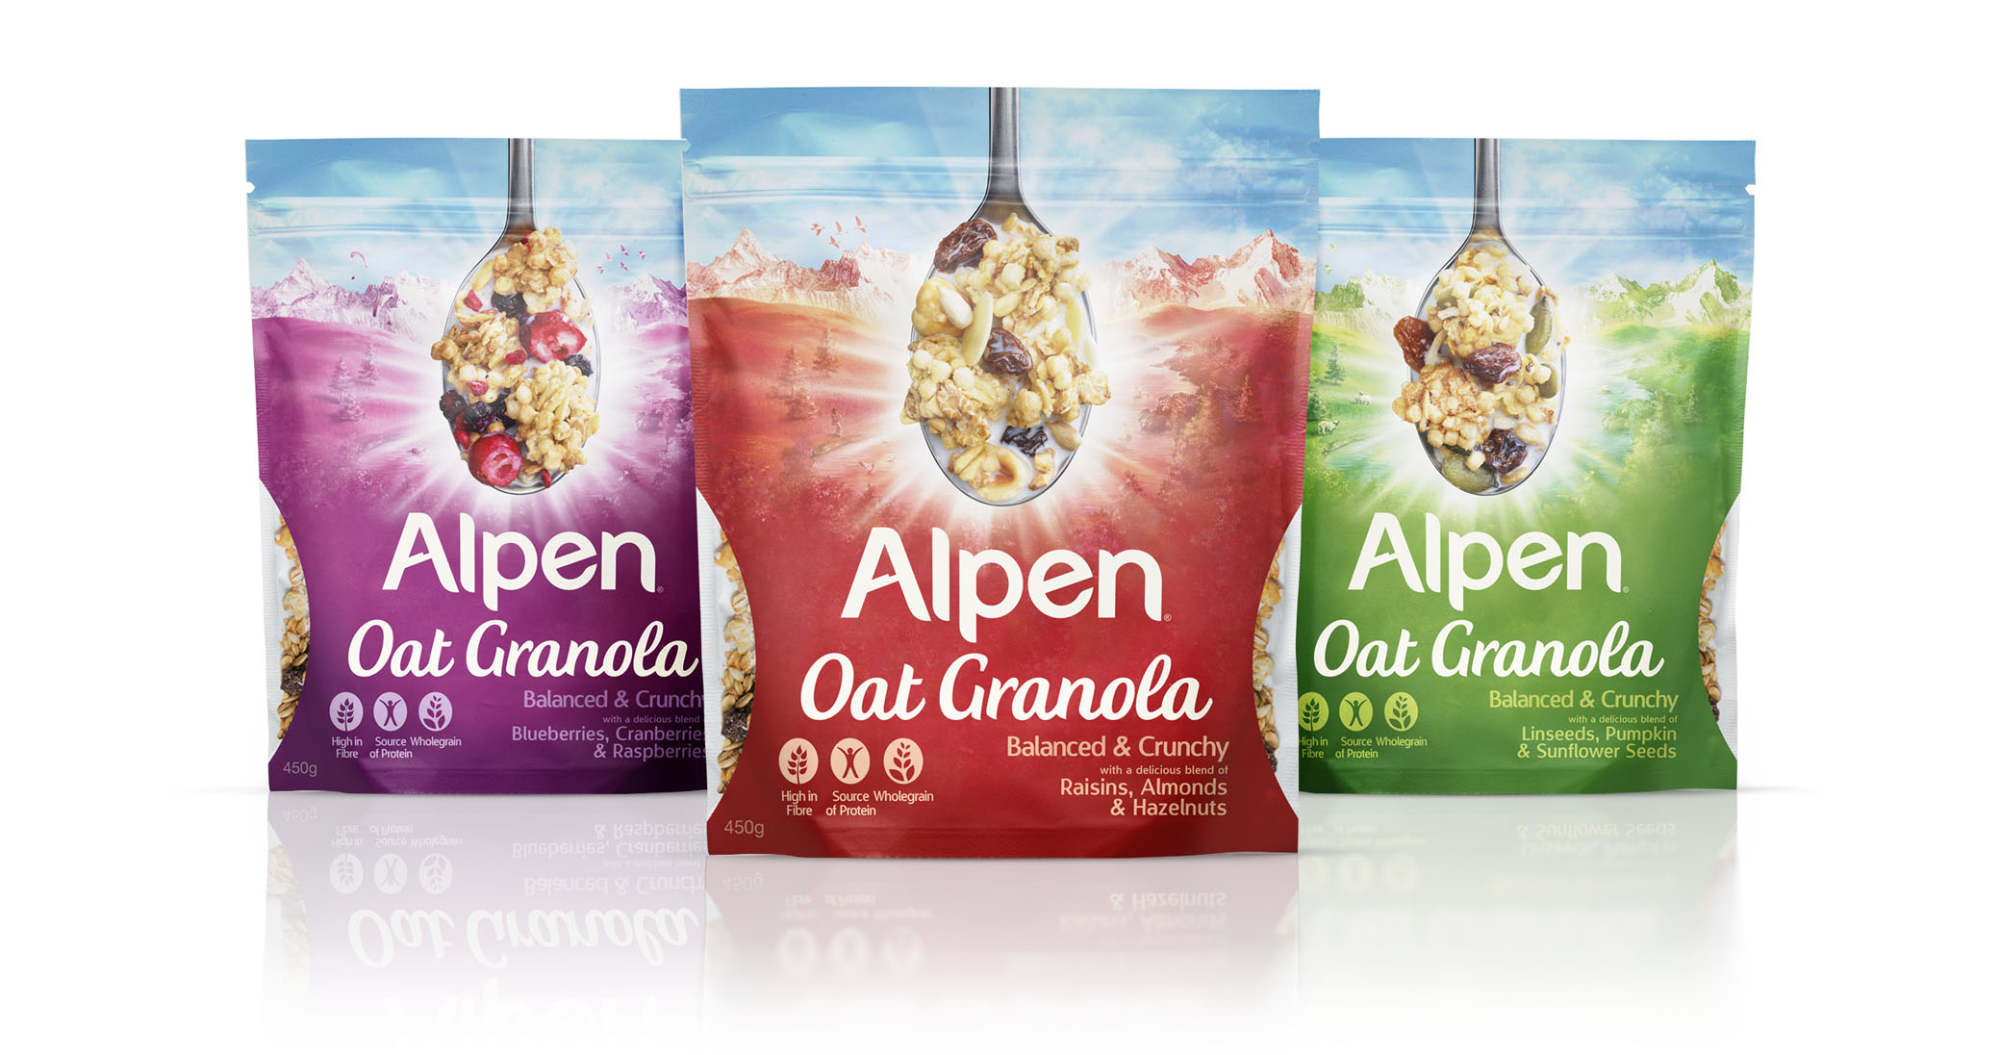 Alpen®
Oat Granola
Balanced & Crunchy
with a delicious blend
Blueberries, Cranberries
& Raspberries
High in Fibre
Source of Protein
Wholegrain
450g
Alpen®
Oat Granola
Balanced & Crunchy
with a delicious blend of
Raisins, Almonds
& Hazelnuts
High in Fibre
Source of Protein
Wholegrain
450g
Alpen®
Oat Granola
Balanced & Crunchy
with a delicious blend of
Linseeds, Pumpkin
& Sunflower Seeds
High in Fibre
Source of Protein
Wholegrain